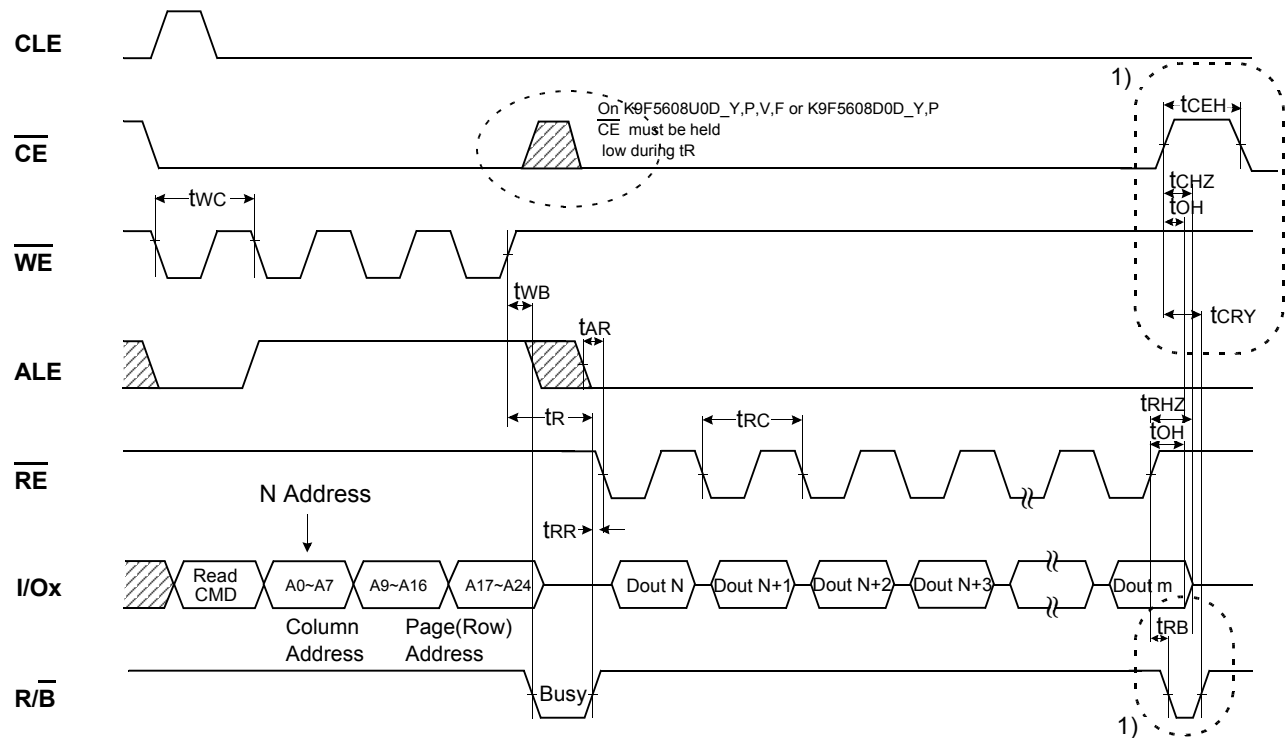 CLE
1)
tCEH
On K9F5608U0D_Y,P,V,F or K9F5608D0D_Y,P
CE must be held
low during tR
CE
tCHZ
tOH
tWC
WE
tWB
tCRY
tAR
ALE
tR
tRC
tRHZ
tOH
RE
N Address
tRR
I/Ox
Read
CMD
A0~A7
A9~A16
A17~A24
Dout N
Dout N+1
Dout N+2
Dout N+3
Dout m
Column
Address
Page(Row)
Address
tRB
R/B
Busy
1)